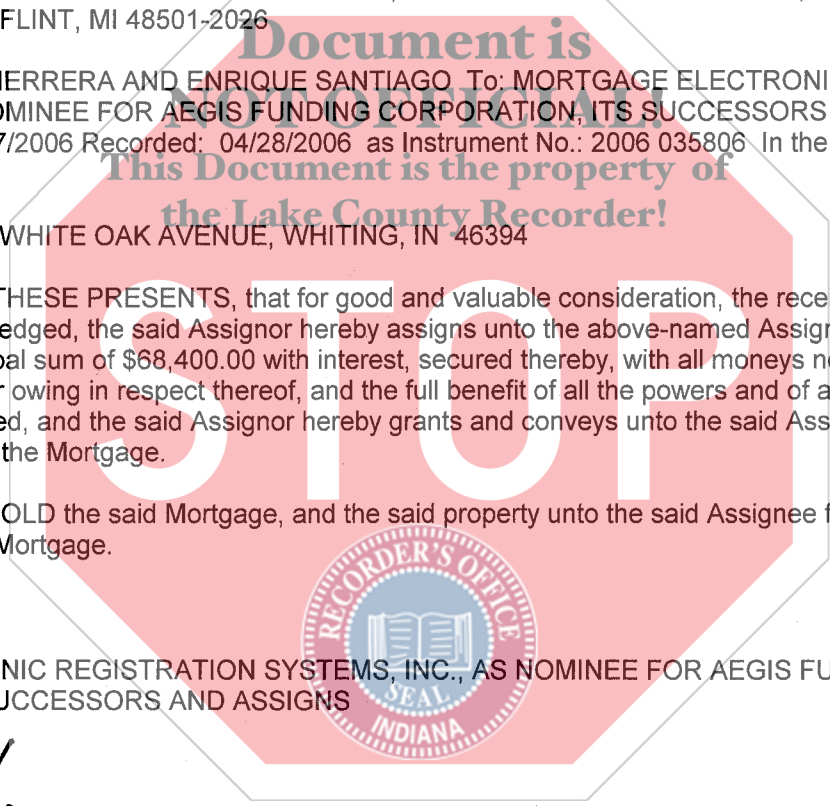 FLINT, MI 48501-2026
Document is
HERRERA AND ENRIQUE SANTIAGO To: MORTGAGE ELECTRONI
NOT OFFICIAL!
OMINEE FOR AEGIS FUNDING CORPORATION, ITS SUCCESSORS
7/2006 Recorded: 04/28/2006 as Instrument No.: 2006 035806 In the
This Document is the property of
the Lake County Recorder!
WHITE OAK AVENUE, WHITING, IN 46394
THESE PRESENTS, that for good and valuable consideration, the rece
edged, the said Assignor hereby assigns unto the above-named Assign
pal sum of $68,400.00 with interest, secured thereby, with all moneys n
r owing in respect thereof, and the full benefit of all the powers and of a
ed, and the said Assignor hereby grants and conveys unto the said Ass
the Mortgage.
STOP
OLD the said Mortgage, and the said property unto the said Assignee f
Mortgage.
RECORDER'S OFFICE
NIC REGISTRATION SYSTEMS, INC., AS NOMINEE FOR AEGIS FU
UCCESSORS AND ASSIGNS
SEAL
INDIANA